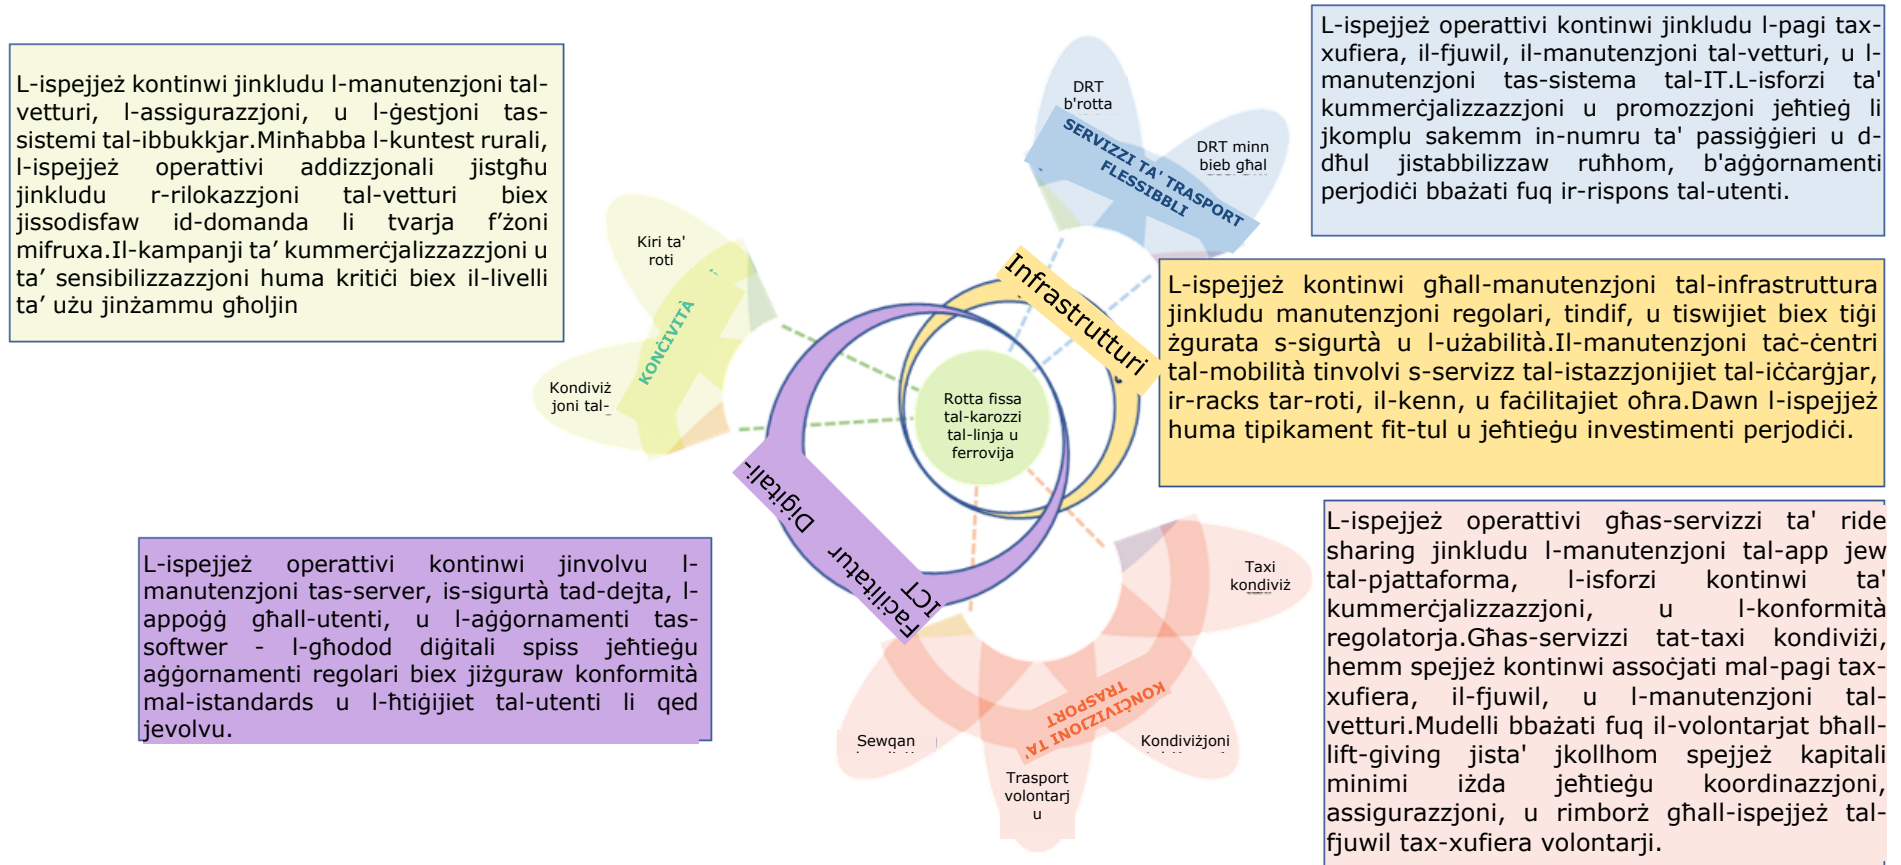 L-ispejjeż kontinwi jinkludu l-manutenzjoni tal-
vetturi, l-assigurazzjoni, u l-ġestjoni tas-
sistemi tal-ibbukkjar.Minħabba l-kuntest rurali,
l-ispejjeż operattivi addizzjonali jistgħu
jinkludu r-rilokazzjoni tal-vetturi biex
jissodisfaw id-domanda li tvarja f'żoni
mifruxa.Il-kampanji ta’ kummerċjalizzazzjoni u
ta’ sensibilizzazzjoni huma kritiċi biex il-livelli
ta’ użu jinżammu għoljin
L-ispejjeż operattivi kontinwi jinkludu l-pagi tax-
xufiera, il-fjuwil, il-manutenzjoni tal-vetturi, u l-
manutenzjoni tas-sistema tal-IT.L-isforzi ta'
kummerċjalizzazzjoni u promozzjoni jeħtieġ li
jkomplu sakemm in-numru ta' passiġġieri u d-
dħul jistabbilizzaw ruħhom, b'aġġornamenti
perjodiċi bbażati fuq ir-rispons tal-utenti.
DRT
b'rotta
DRT minn
bieb għal
SERVIZZI TA' TRASPORT
FLESSIBBLI
Kiri ta'
roti
KONĊIVITÀ
Kondiviż
joni tal-
Infrastrutturi
Rotta fissa
tal-karozzi
tal-linja u
ferrovija
L-ispejjeż kontinwi għall-manutenzjoni tal-infrastruttura
jinkludu manutenzjoni regolari, tindif, u tiswijiet biex tiġi
żgurata s-sigurtà u l-użabilità.Il-manutenzjoni taċ-ċentri
tal-mobilità tinvolvi s-servizz tal-istazzjonijiet tal-iċċarġjar,
ir-racks tar-roti, il-kenn, u faċilitajiet oħra.Dawn l-ispejjeż
huma tipikament fit-tul u jeħtieġu investimenti perjodiċi.
Faċilitatur Diġitali-
ICT
L-ispejjeż operattivi kontinwi jinvolvu l-
manutenzjoni tas-server, is-sigurtà tad-dejta, l-
appoġġ għall-utenti, u l-aġġornamenti tas-
softwer - l-għodod diġitali spiss jeħtieġu
aġġornamenti regolari biex jiżguraw konformità
mal-istandards u l-ħtiġijiet tal-utenti li qed
jevolvu.
Taxi
kondiviż
KONĊIVIZJONI TA'
TRASPORT
Sewqan
Kondiviżjoni
Trasport
volontarj
u
L-ispejjeż operattivi għas-servizzi ta' ride
sharing jinkludu l-manutenzjoni tal-app jew
tal-pjattaforma, l-isforzi kontinwi ta'
kummerċjalizzazzjoni, u l-konformità
regolatorja.Għas-servizzi tat-taxi kondiviżi,
hemm spejjeż kontinwi assoċjati mal-pagi tax-
xufiera, il-fjuwil, u l-manutenzjoni tal-
vetturi.Mudelli bbażati fuq il-volontarjat bħall-
lift-giving jista' jkollhom spejjeż kapitali
minimi iżda jeħtieġu koordinazzjoni,
assigurazzjoni, u rimborż għall-ispejjeż tal-
fjuwil tax-xufiera volontarji.